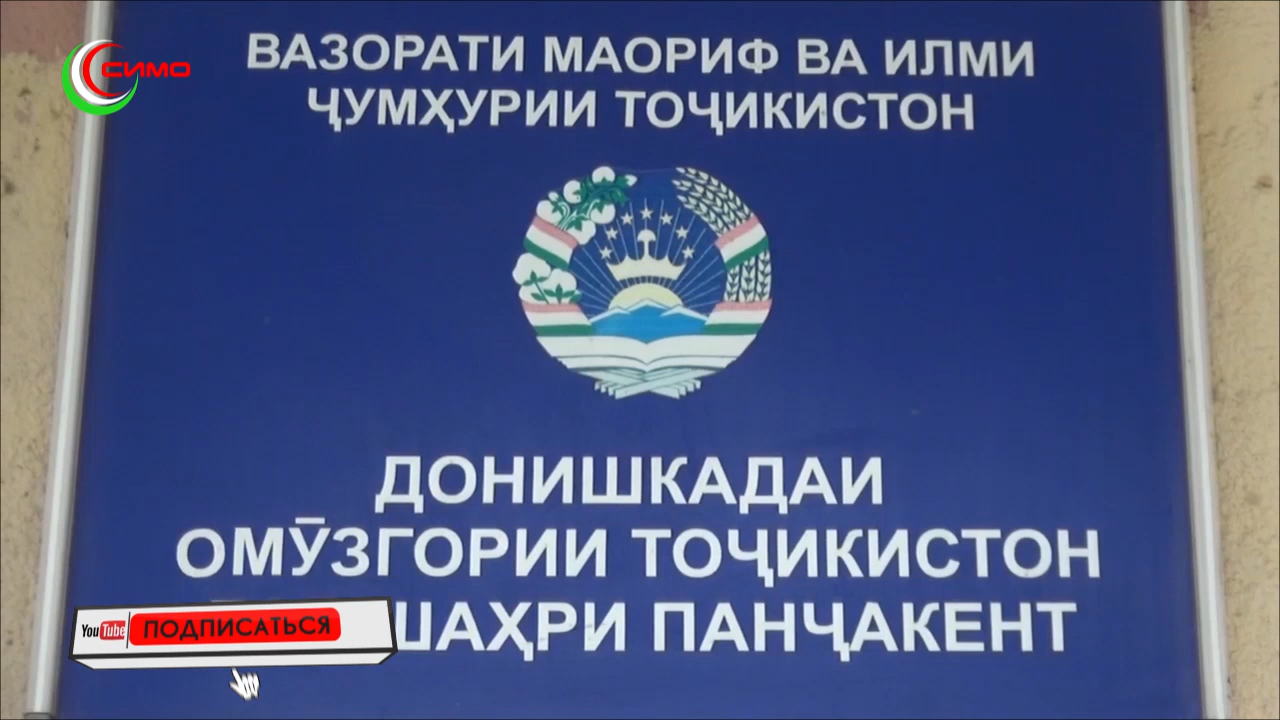 СИМО
ВАЗОРАТИ МАОРИФ ВА ИЛМИ
ҶУМҲУРИИ ТОҶИКИСТОН
ДОНИШКАДАИ
ОМӮЗГОРИИ ТОҶИКИСТОН
ШАҲРИ ПАНҶАКЕНТ
YouTube ПОДПИСАТЬСЯ